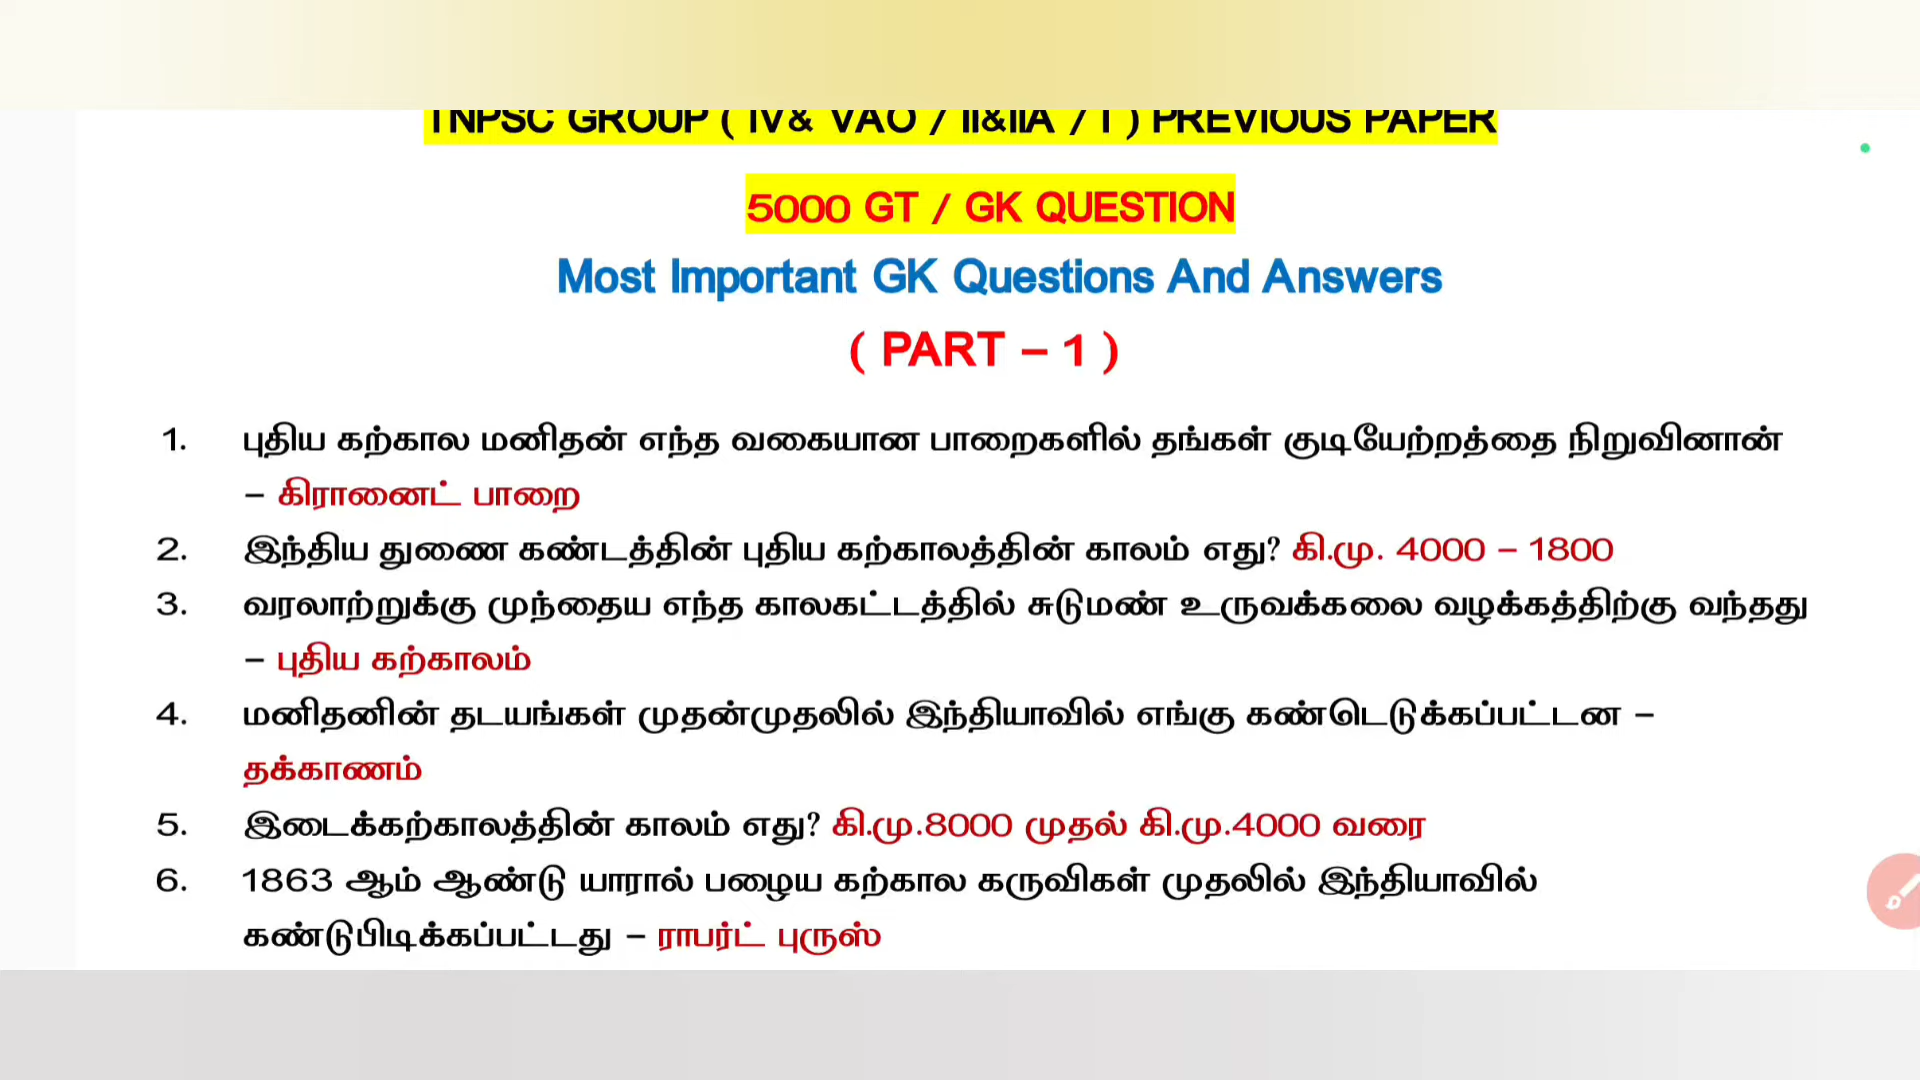 TNPSC GROUP ( IV& VAO / II&IIA / I ) PREVIOUS PAPER
5000 GT / GK QUESTION
Most Important GK Questions And Answers
( PART – 1 )
1. புதிய கற்கால மனிதன் எந்த வகையான பாறைகளில் தங்கள் குடியேற்றத்தை நிறுவினான்
– கிரானைட் பாறை
2. இந்திய துணை கண்டத்தின் புதிய கற்காலத்தின் காலம் எது? கி.மு. 4000 – 1800
3. வரலாற்றுக்கு முந்தைய எந்த காலகட்டத்தில் சுடுமண் உருவக்கலை வழக்கத்திற்கு வந்தது
– புதிய கற்காலம்
4. மனிதனின் தடயங்கள் முதன்முதலில் இந்தியாவில் எங்கு கண்டெடுக்கப்பட்டன –
தக்காணம்
5. இடைக்கற்காலத்தின் காலம் எது? கி.மு.8000 முதல் கி.மு.4000 வரை
6. 1863 ஆம் ஆண்டு யாரால் பழைய கற்கால கருவிகள் முதலில் இந்தியாவில்
கண்டுபிடிக்கப்பட்டது – ராபர்ட் புருஸ்